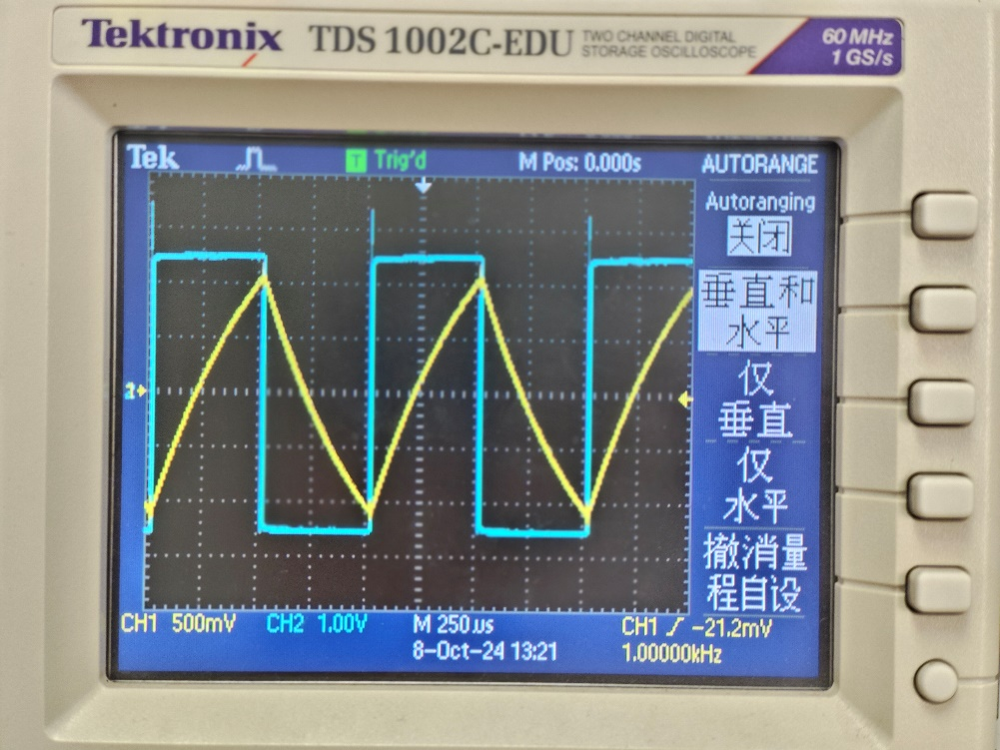 Tektronix TDS 1002C-EDU TWO CHANNEL DIGITAL
STORAGE OSCILLOSCOPE
60 MHz
1 GS/s
Tek T Trig'd M Pos: 0.000s AUTORANGE
Autoranging
关闭
垂直和
水平
仅
垂直
仅
水平
撤消量
程自设
2
CH1 500mV CH2 1.00V M 250µs CH1 -21.2mV
8-Oct-24 13:21 1.00000kHz